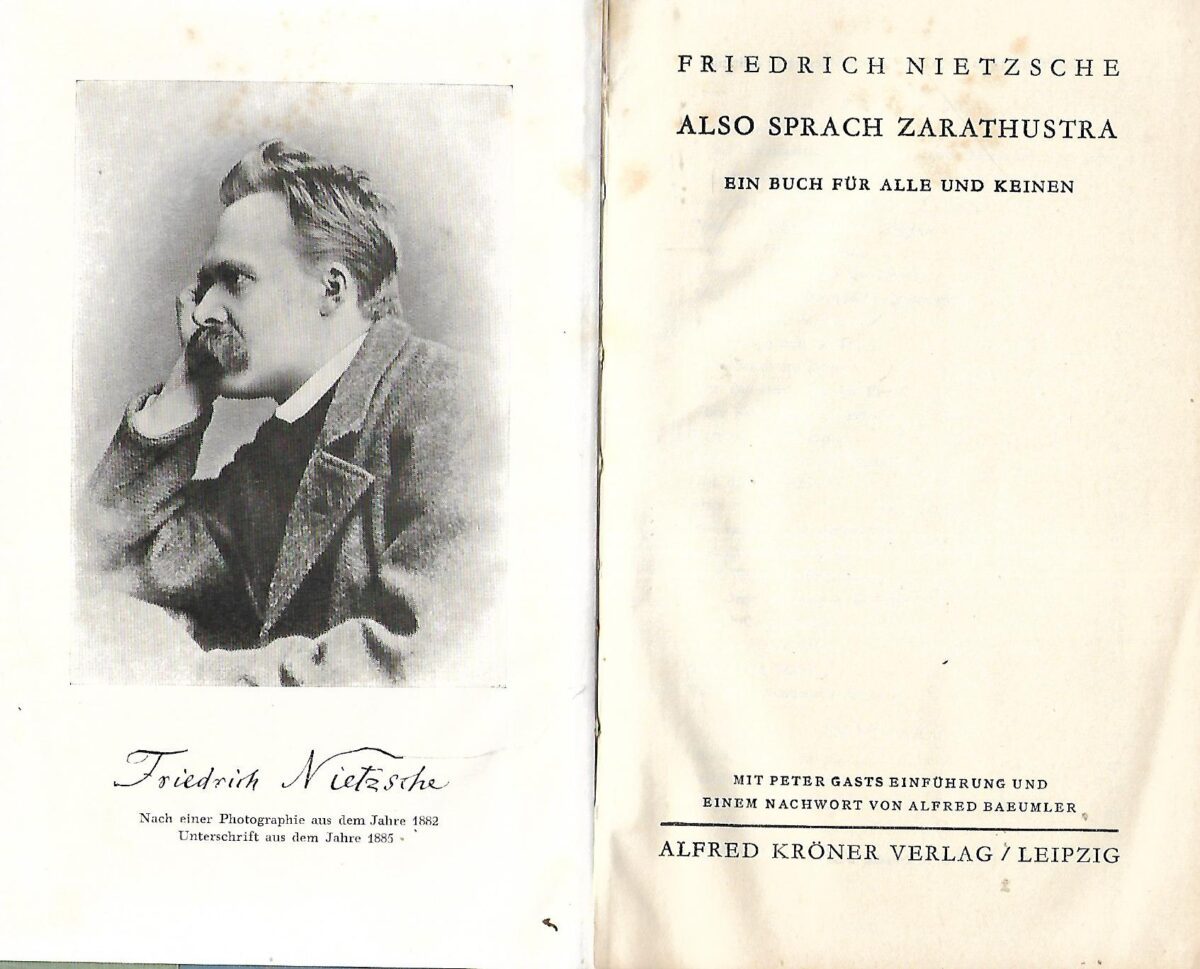 Friedrich Nietzsche
Nach einer Photographie aus dem Jahre 1882
Unterschrift aus dem Jahre 1885
FRIEDRICH NIETZSCHE
ALSO SPRACH ZARATHUSTRA
EIN BUCH FÜR ALLE UND KEINEN
MIT PETER GASTS EINFÜHRUNG UND
EINEM NACHWORT VON ALFRED BAEUMLER
ALFRED KRÖNER VERLAG / LEIPZIG